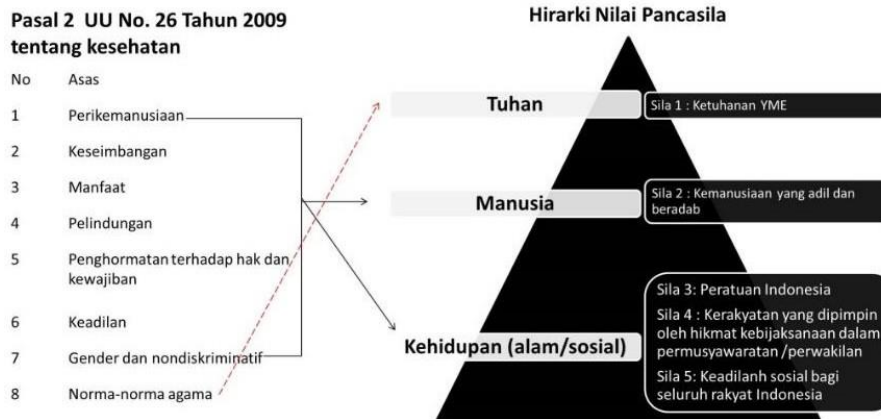 Pasal 2 UU No. 26 Tahun 2009
tentang kesehatan
No Asas
1 Perikemanusiaan
2 Keseimbangan
3 Manfaat
4 Pelindungan
5 Penghormatan terhadap hak dan
kewajiban
6 Keadilan
7 Gender dan nondiskriminatif
8 Norma-norma agama
Hirarki Nilai Pancasila
Tuhan
Sila 1 : Ketuhanan YME
Manusia
Sila 2 : Kemanusiaan yang adil dan
beradab
Kehidupan (alam/sosial)
Sila 3: Peratuan Indonesia
Sila 4 : Kerakyatan yang dipimpin
oleh hikmat kebijaksanaan dalam
permusyawaratan /perwakilan
Sila 5: Keadilanh sosial bagi
seluruh rakyat Indonesia